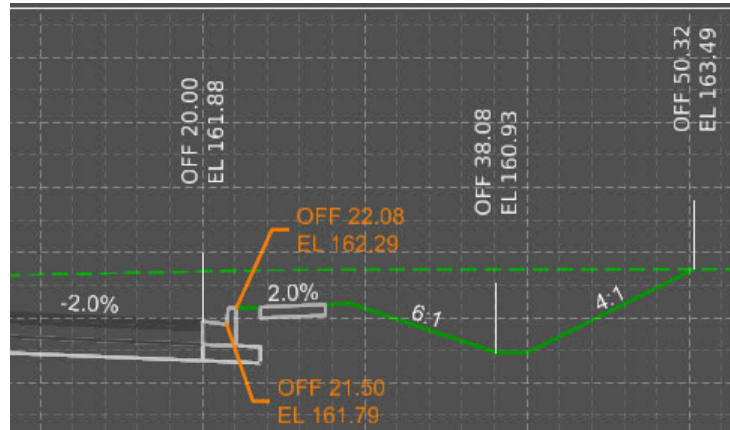 OFF 20.00
EL 161.88
OFF 38.08
EL 160.93
OFF 50.32
EL 163.49
OFF 22.08
EL 162.29
-2.0%
2.0%
6:1
4:1
OFF 21.50
EL 161.79